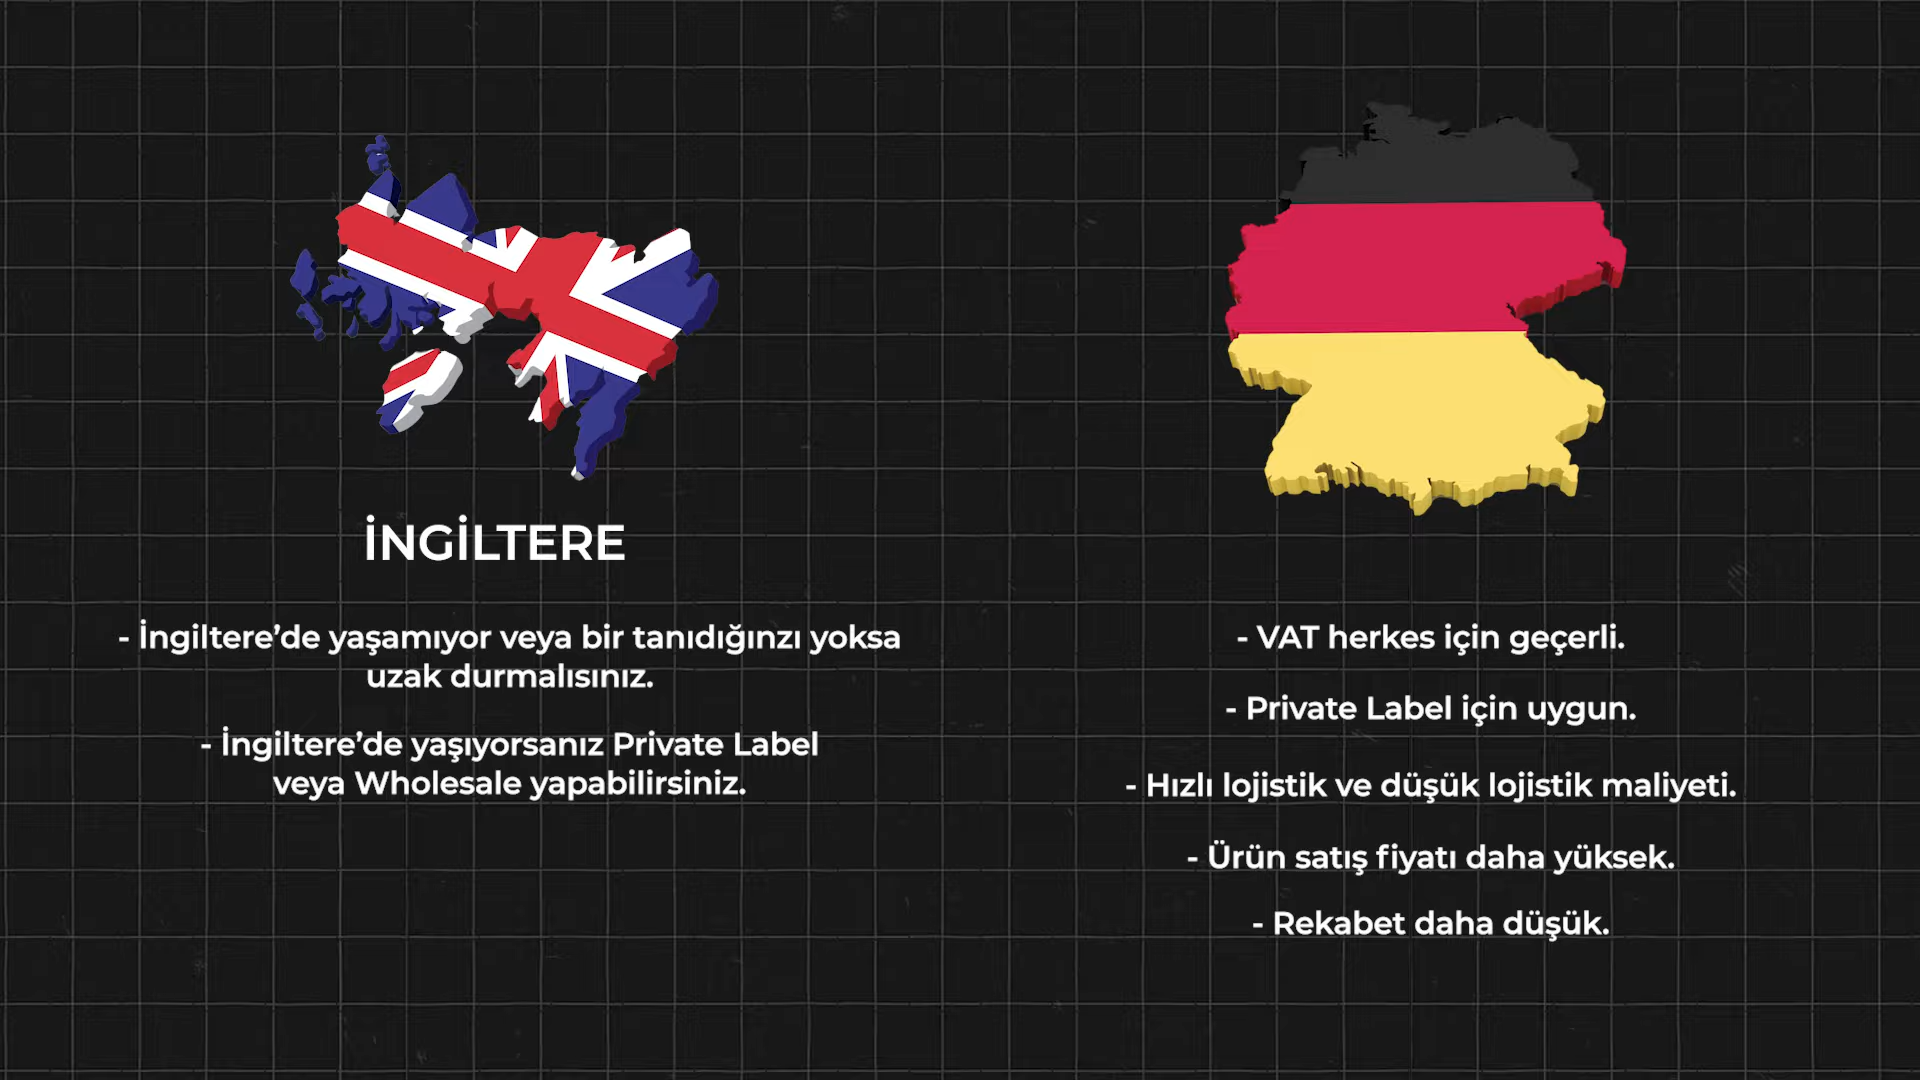 İNGİLTERE
- İngiltere’de yaşamıyor veya bir tanıdığınzı yoksa
uzak durmalısınız.
- İngiltere’de yaşıyorsanız Private Label
veya Wholesale yapabilirsiniz.
- VAT herkes için geçerli.
- Private Label için uygun.
- Hızlı lojistik ve düşük lojistik maliyeti.
- Ürün satış fiyatı daha yüksek.
- Rekabet daha düşük.